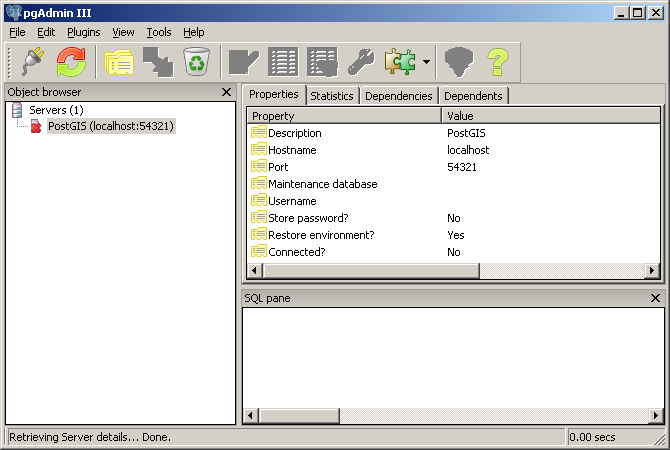 pgAdmin III
File Edit Plugins View Tools Help
Object browser
Servers (1)
PostGIS (localhost:54321)
Properties Statistics Dependencies Dependents
Property Value
Description PostGIS
Hostname localhost
Port 54321
Maintenance database
Username
Store password? No
Restore environment? Yes
Connected? No
SQL pane
Retrieving Server details... Done. 0.00 secs